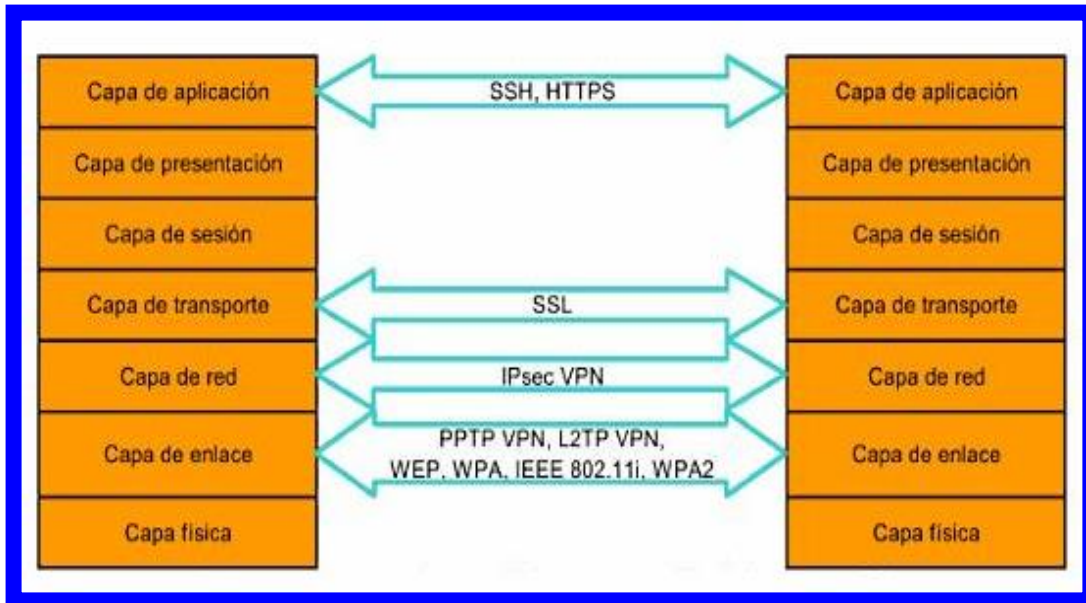 Capa de aplicación
SSH, HTTPS
Capa de aplicación
Capa de presentación
Capa de presentación
Capa de sesión
Capa de sesión
Capa de transporte
SSL
Capa de transporte
Capa de red
IPsec VPN
Capa de red
Capa de enlace
PPTP VPN, L2TP VPN,
WEP, WPA, IEEE 802.11i, WPA2
Capa de enlace
Capa física
Capa física